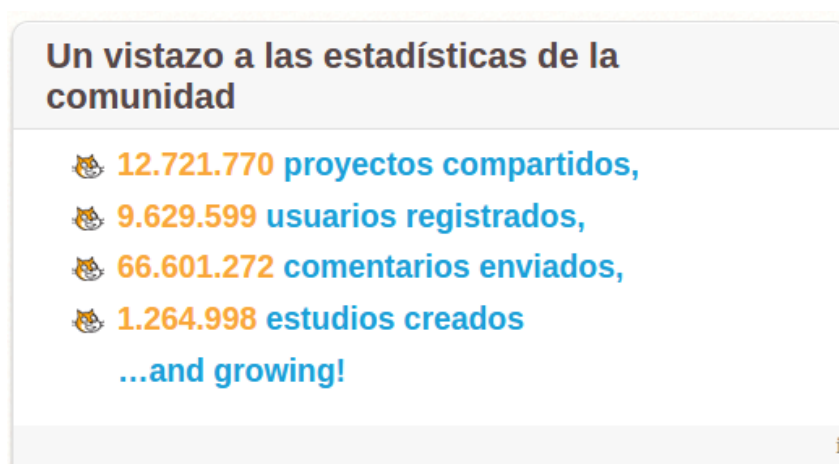 Un vistazo a las estadísticas de la
comunidad
12.721.770 proyectos compartidos,
9.629.599 usuarios registrados,
66.601.272 comentarios enviados,
1.264.998 estudios creados
...and growing!